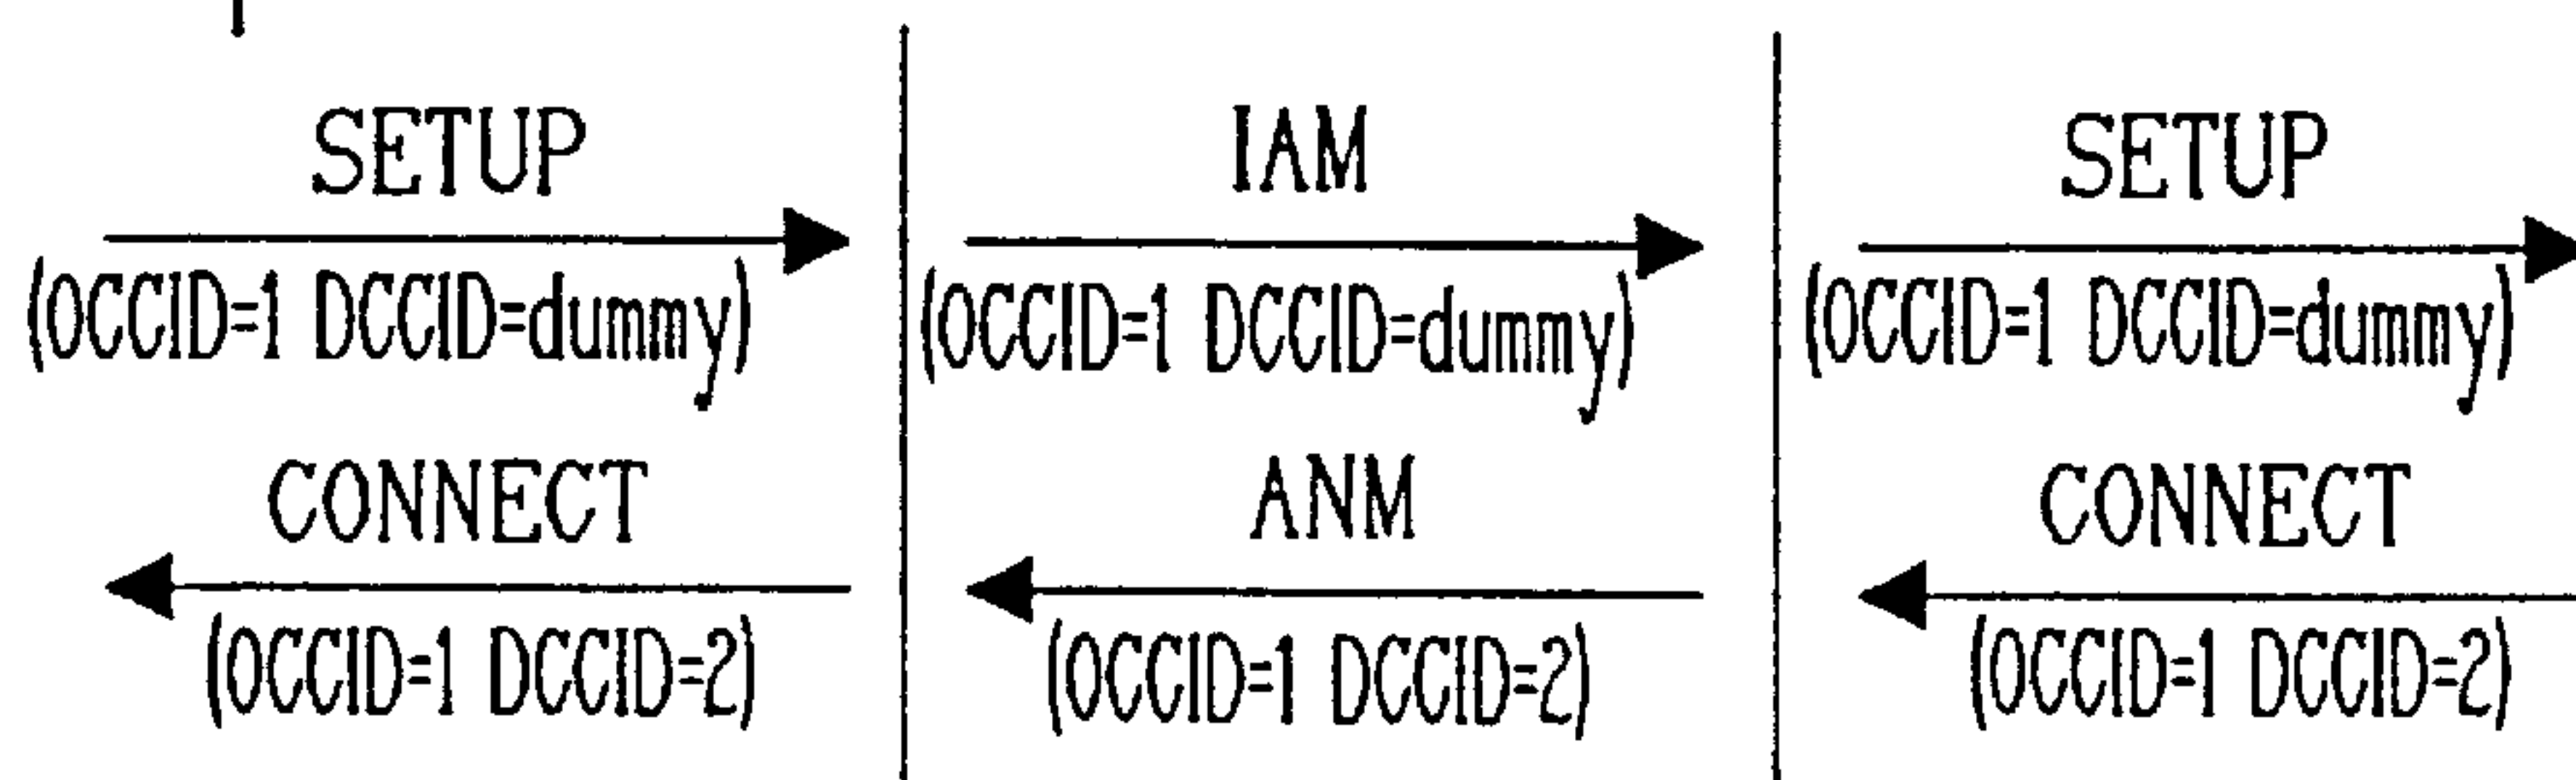 SETUP IAM SETUP
(OCCID=1 DCCID=dummy) (OCCID=1 DCCID=dummy) (OCCID=1 DCCID=dummy)
CONNECT ANM CONNECT
(OCCID=1 DCCID=2) (OCCID=1 DCCID=2) (OCCID=1 DCCID=2)